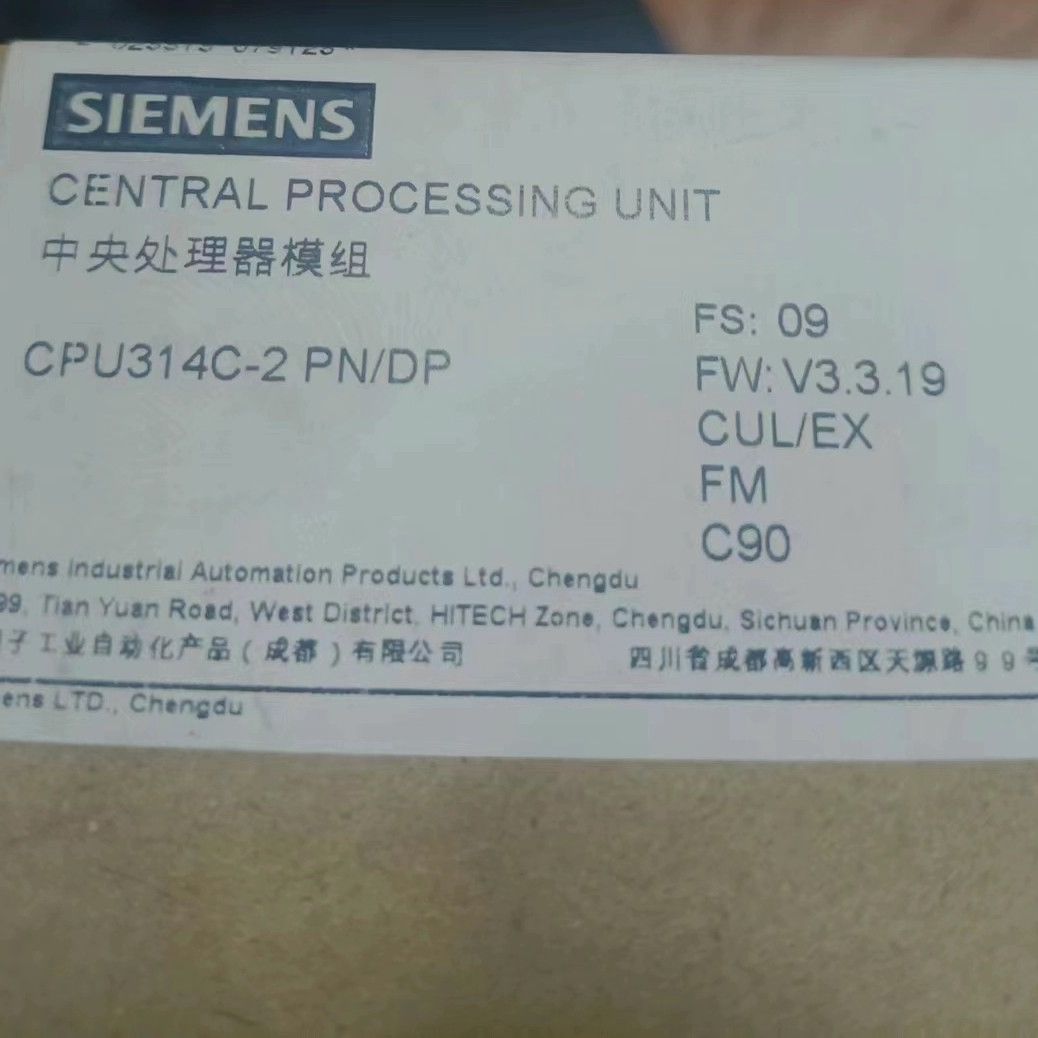 SIEMENS
CENTRAL PROCESSING UNIT
中央处理器模组
CPU314C-2 PN/DP
FS: 09
FW: V3.3.19
CUL/EX
FM
C90
mens Industrial Automation Products Ltd., Chengdu
99, Tian Yuan Road, West District, HITECH Zone, Chengdu, Sichuan Province, China
子工业自动化产品(成都)有限公司 四川省成都高新西区天源路99号
ens LTD., Chengdu